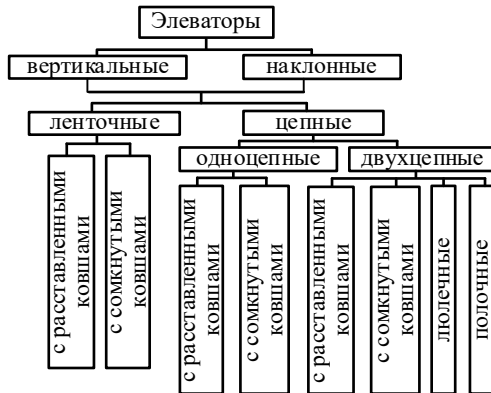 Элеваторы
вертикальные
наклонные
ленточные
цепные
одноцепные
двухцепные
с расставленными
ковшами
с сомкнутыми
ковшами
с расставленными
ковшами
с сомкнутыми
ковшами
с расставленными
ковшами
с сомкнутыми
ковшами
люлечные
полочные